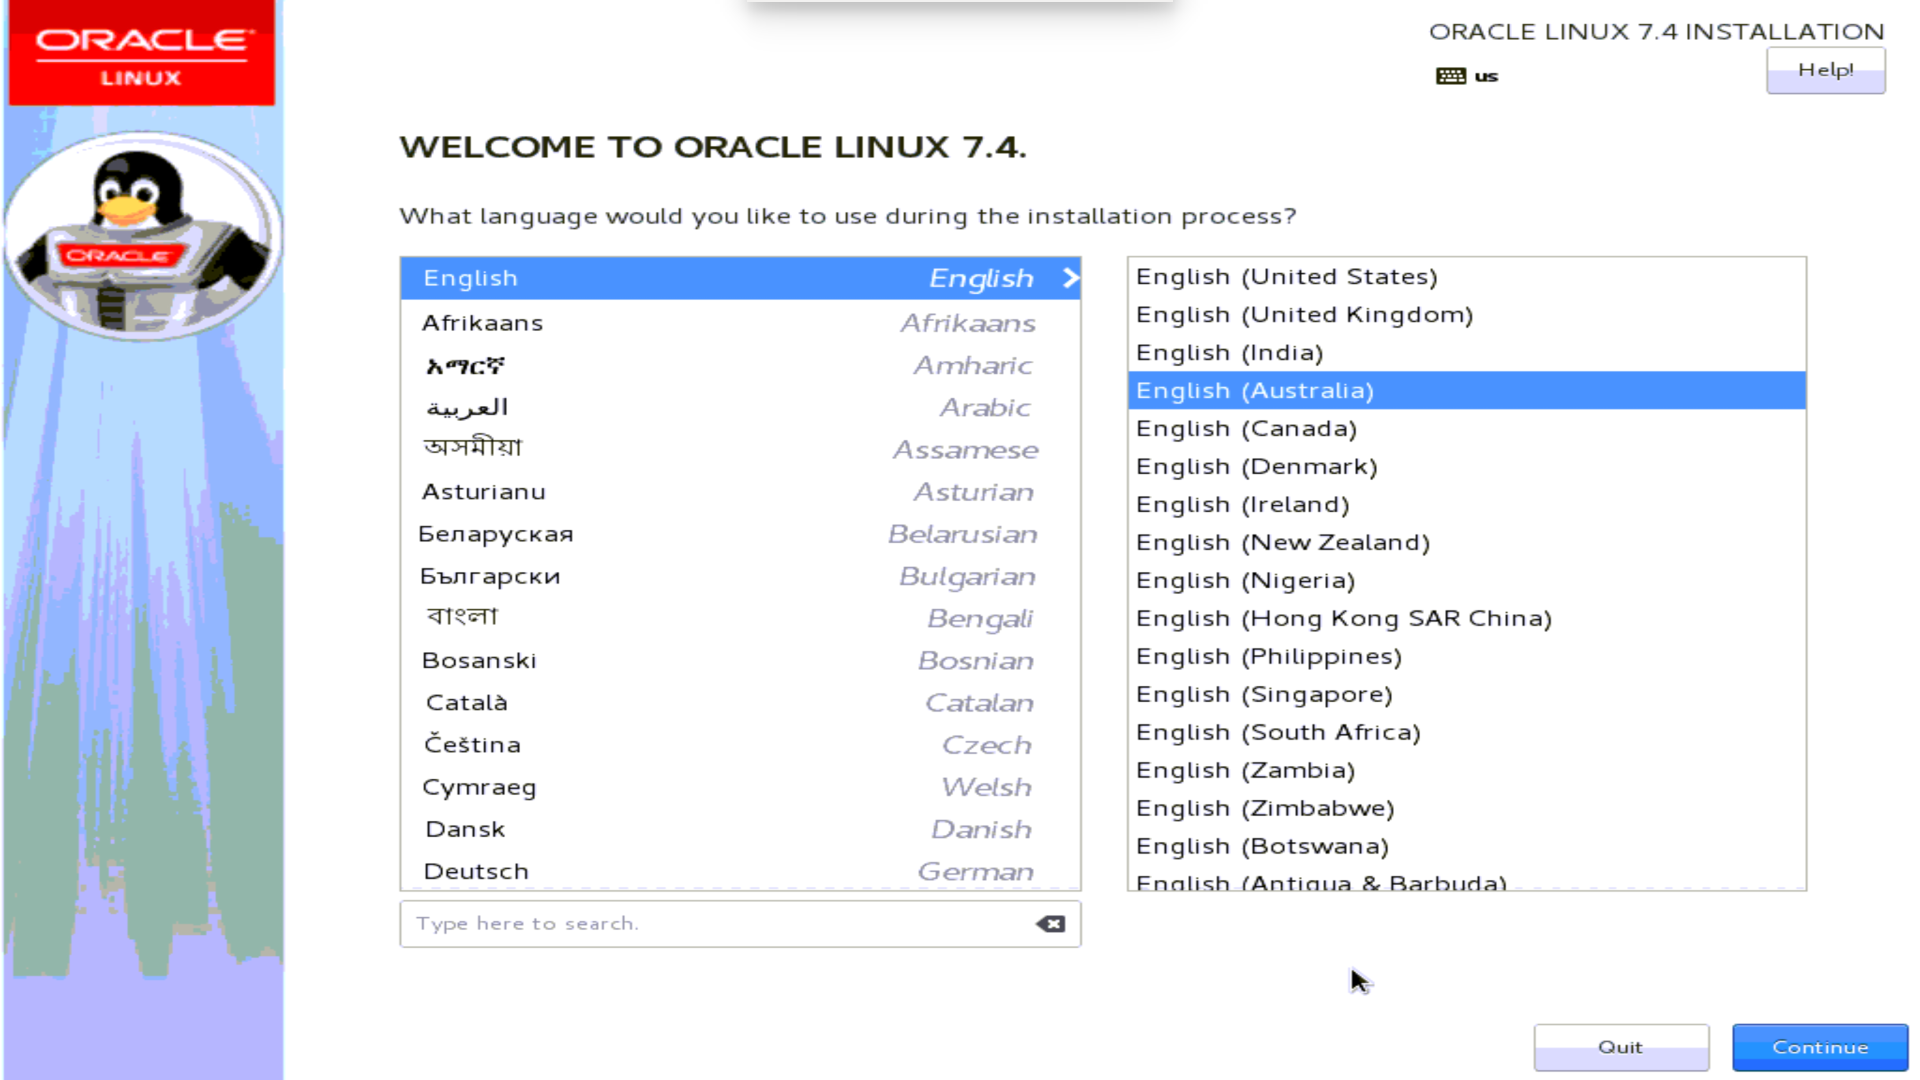 ORACLE
LINUX
ORACLE
ORACLE LINUX 7.4 INSTALLATION
us
Help!
WELCOME TO ORACLE LINUX 7.4.
What language would you like to use during the installation process?
English English
Afrikaans Afrikaans
አማርኛ Amharic
العربية Arabic
অসমীয়া Assamese
Asturianu Asturian
Беларуская Belarusian
Български Bulgarian
বাংলা Bengali
Bosanski Bosnian
Català Catalan
Čeština Czech
Cymraeg Welsh
Dansk Danish
Deutsch German
Type here to search.
English (United States)
English (United Kingdom)
English (India)
English (Australia)
English (Canada)
English (Denmark)
English (Ireland)
English (New Zealand)
English (Nigeria)
English (Hong Kong SAR China)
English (Philippines)
English (Singapore)
English (South Africa)
English (Zambia)
English (Zimbabwe)
English (Botswana)
English (Antigua & Barbuda)
Quit
Continue